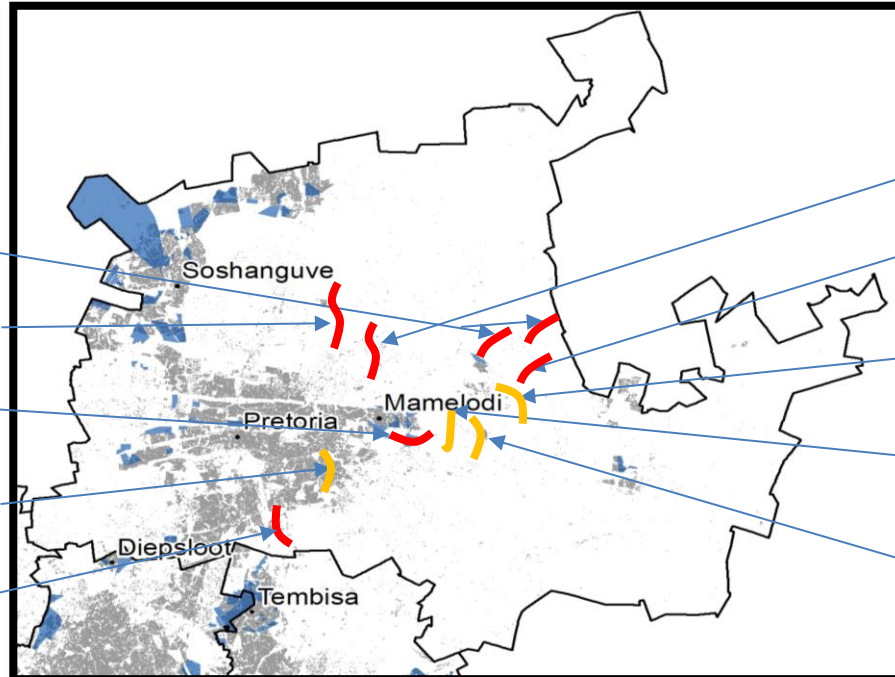 Soshanguve
Mamelodi
Pretoria
Diepsloot
Tembisa